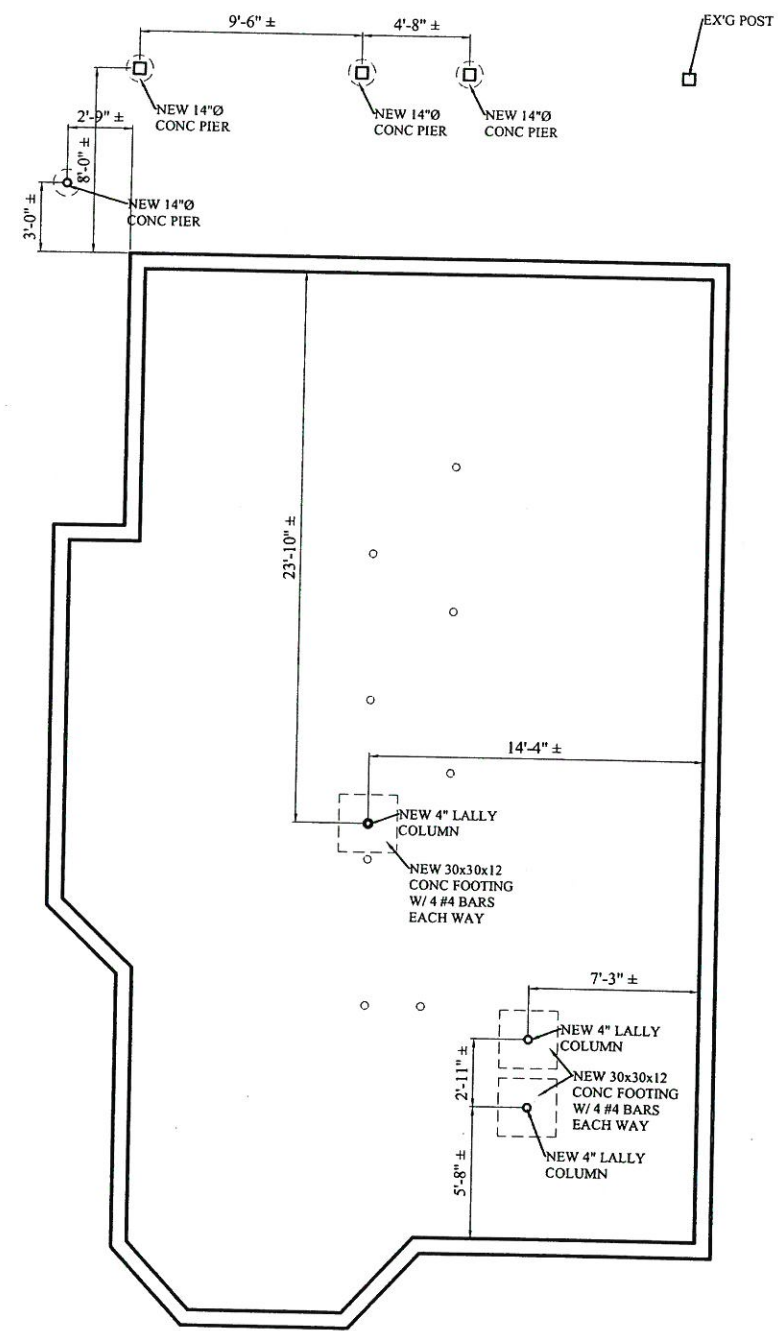 9'-6" ±
4'-8" ±
EX'G POST
NEW 14"Ø
CONC PIER
NEW 14"Ø
CONC PIER
NEW 14"Ø
CONC PIER
2'-9" ±
8'-0" ±
3'-0" ±
NEW 14"Ø
CONC PIER
23'-10" ±
14'-4" ±
NEW 4" LALLY
COLUMN
NEW 30x30x12
CONC FOOTING
W/ 4 #4 BARS
EACH WAY
7'-3" ±
NEW 4" LALLY
COLUMN
2'-11" ±
NEW 30x30x12
CONC FOOTING
W/ 4 #4 BARS
EACH WAY
5'-8" ±
NEW 4" LALLY
COLUMN